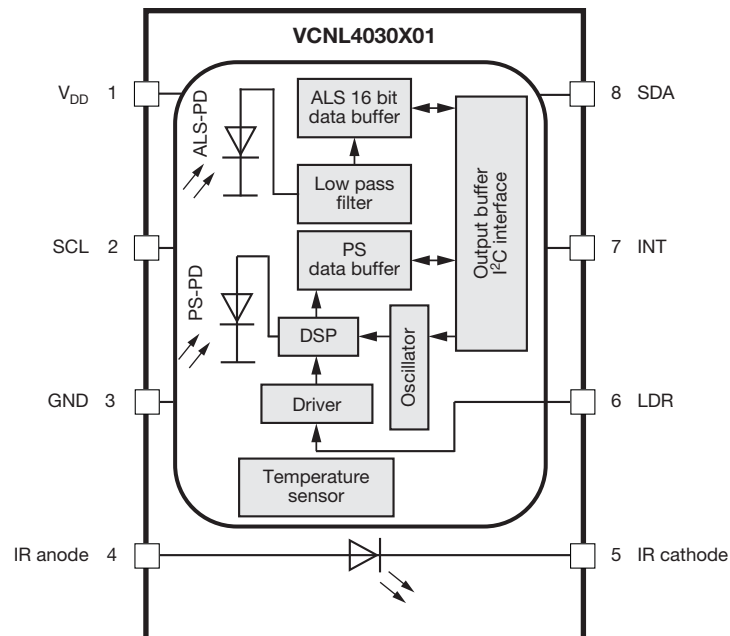 VCNL4030X01
VDD 1
SCL 2
GND 3
IR anode 4
8 SDA
7 INT
6 LDR
5 IR cathode
ALS-PD
ALS 16 bit
data buffer
Low pass
filter
PS-PD
PS
data buffer
DSP
Driver
Oscillator
Output buffer
I²C interface
Temperature
sensor